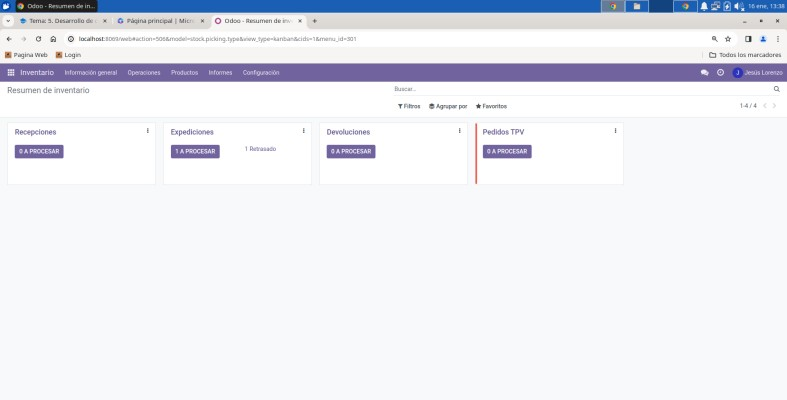 Odoo - Resumen de in
16 ene, 13:38
Tema: 5. Desarrollo de
Página principal | Micr
Odoo - Resumen de inv
localhost:8069/web#action=506&model=stock.picking.type&view_type=kanban&cids=1&menu_id=301
Pagina Web
Login
Todos los marcadores
Inventario
Información general
Operaciones
Productos
Informes
Configuración
J
Jesús Lorenzo
Resumen de inventario
Buscar...
Filtros
Agrupar por
Favoritos
1-4 / 4
Recepciones
Expediciones
Devoluciones
Pedidos TPV
0 A PROCESAR
1 A PROCESAR
1 Retrasado
0 A PROCESAR
0 A PROCESAR